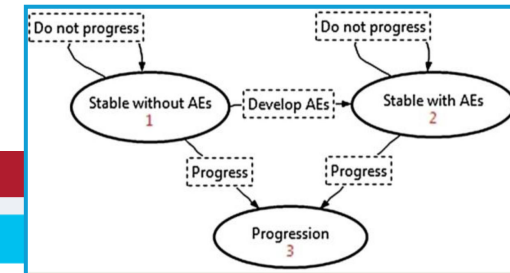 Do not progress
Do not progress
Stable without AEs
1
Develop AEs
Stable with AEs
2
Progress
Progress
Progression
3